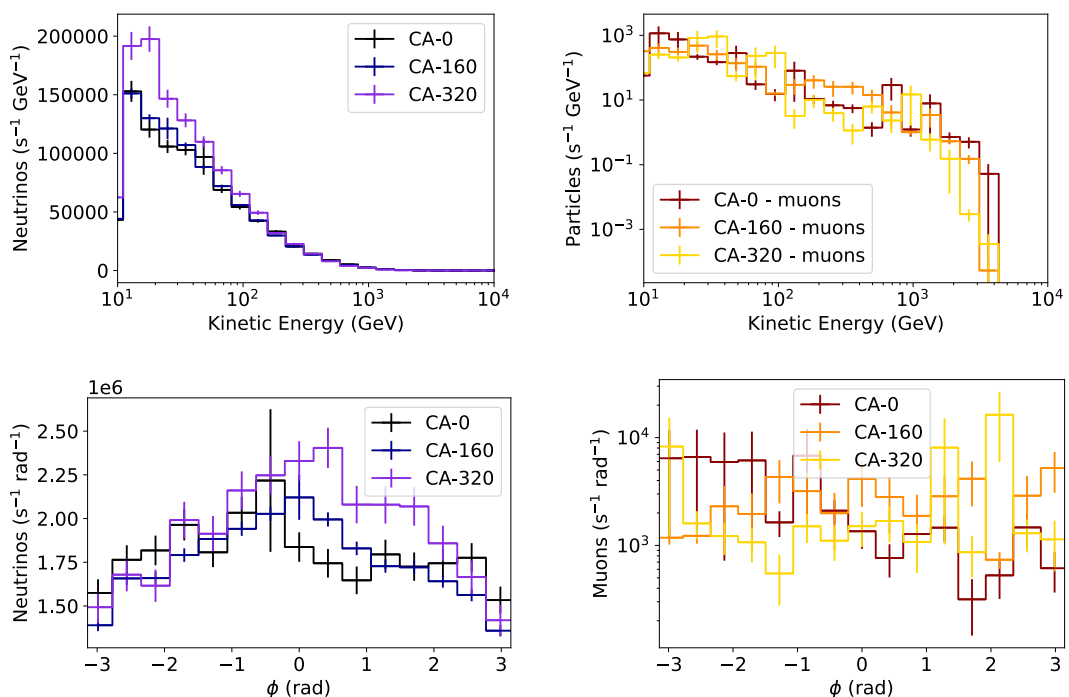 200000
150000
100000
50000
0
Neutrinos (s⁻¹ GeV⁻¹)
CA-0
CA-160
CA-320
10¹ 10² 10³ 10⁴
Kinetic Energy (GeV)
10³
10¹
10⁻¹
10⁻³
Particles (s⁻¹ GeV⁻¹)
CA-0 - muons
CA-160 - muons
CA-320 - muons
10¹ 10² 10³ 10⁴
Kinetic Energy (GeV)
1e6
2.50
2.25
2.00
1.75
1.50
Neutrinos (s⁻¹ rad⁻¹)
CA-0
CA-160
CA-320
−3 −2 −1 0 1 2 3
ϕ (rad)
10⁴
10³
Muons (s⁻¹ rad⁻¹)
CA-0
CA-160
CA-320
−3 −2 −1 0 1 2 3
ϕ (rad)